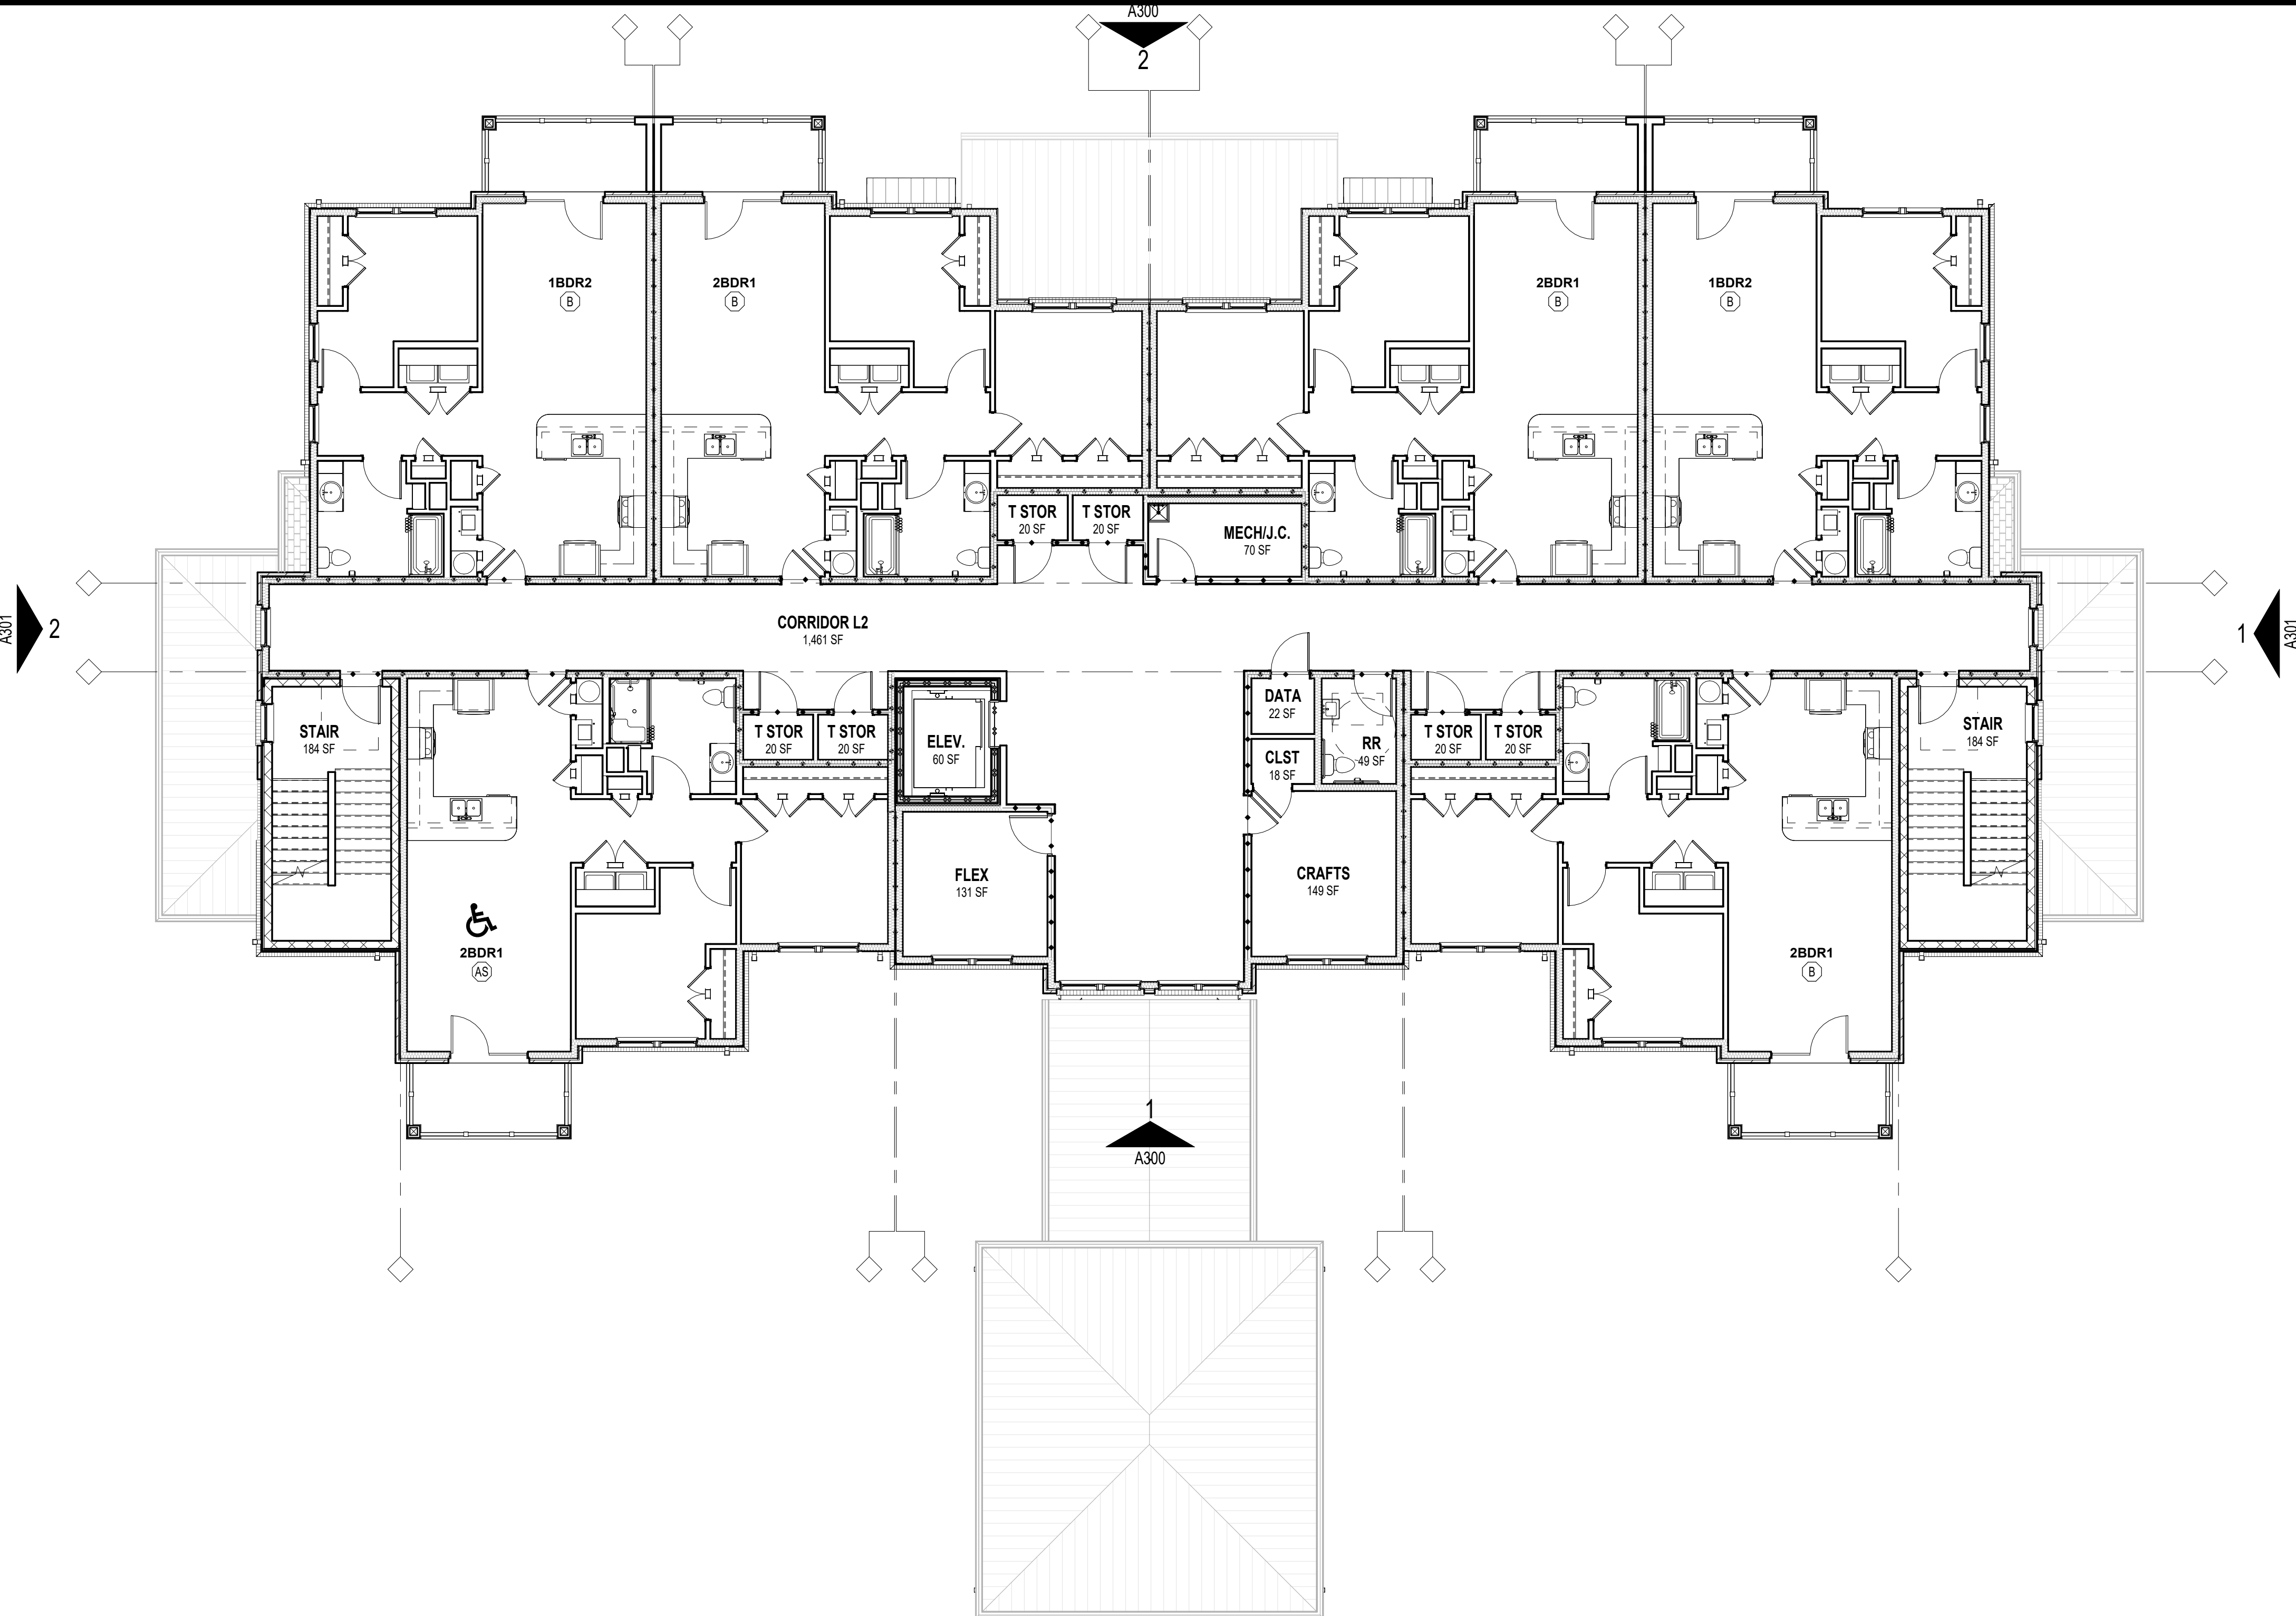 A300
2
1BDR2
B
2BDR1
B
2BDR1
B
1BDR2
B
T STOR
20 SF
T STOR
20 SF
MECH/J.C.
70 SF
A301
2
CORRIDOR L2
1,461 SF
1
A301
STAIR
184 SF
T STOR
20 SF
T STOR
20 SF
ELEV.
60 SF
DATA
22 SF
CLST
18 SF
RR
49 SF
T STOR
20 SF
T STOR
20 SF
STAIR
184 SF
FLEX
131 SF
CRAFTS
149 SF
2BDR1
AS
2BDR1
B
1
A300